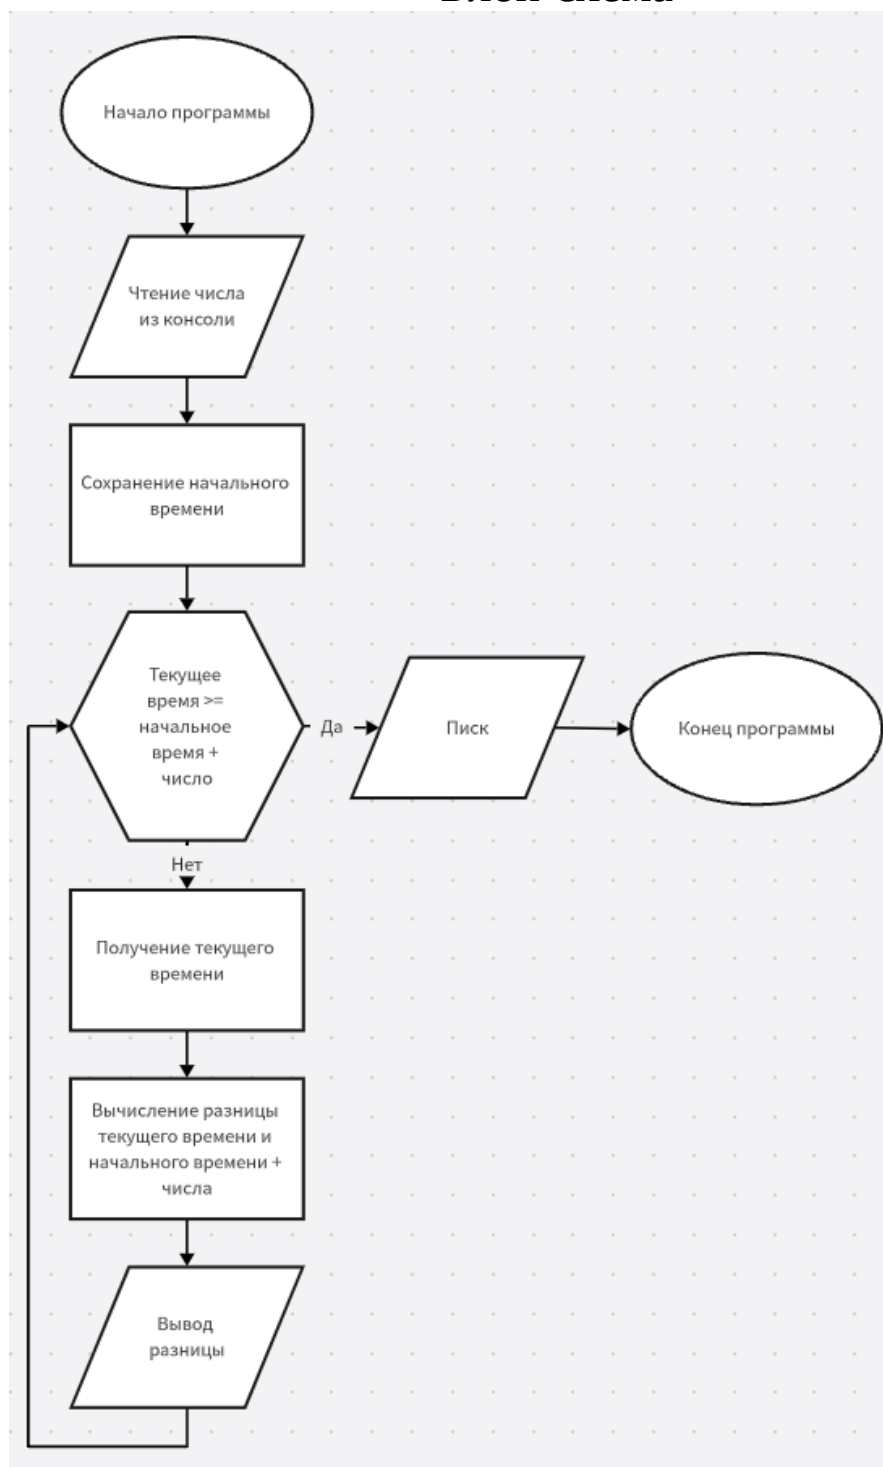 Начало программы
Чтение числа
из консоли
Сохранение начального
времени
Текущее
время >=
начальное
время +
число
Да
Писк
Конец программы
Нет
Получение текущего
времени
Вычисление разницы
текущего времени и
начального времени +
числа
Вывод
разницы